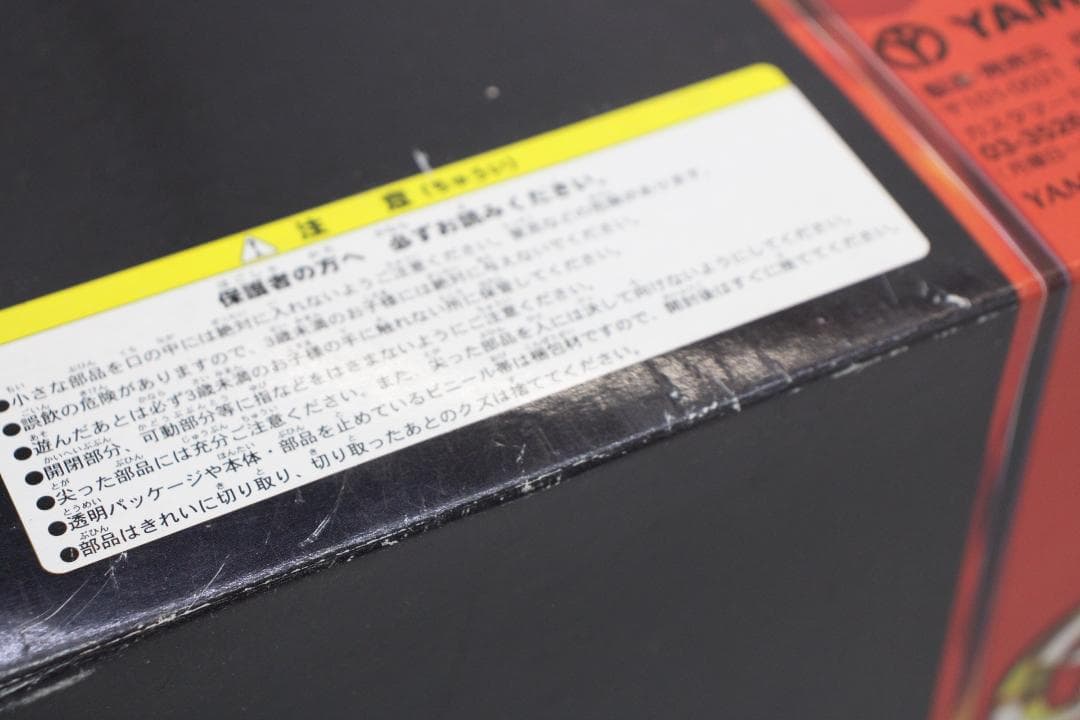 注 意(ちゅうい)
保護者の方へ 必ずお読みください。
●小さな部品を口の中には絶対に入れないようご注意ください。
●誤飲の危険がありますので、3歳未満のお子様には絶対に与えないでください。
●遊んだあとは必ず3歳未満のお子様の手に触れない所に保管してください。
●開閉部分、可動部分等に指などをはさまないようにご注意ください。
●尖った部品には充分ご注意ください。また、尖った部品を人には決して向けないようにしてください。
●透明パッケージや本体・部品を止めているビニール帯は梱包材ですので、開封後はすぐに捨ててください。
●部品はきれいに切り取り、切り取ったあとのクズは捨ててください。
YAM
〒101-0021
03-3526
YAM